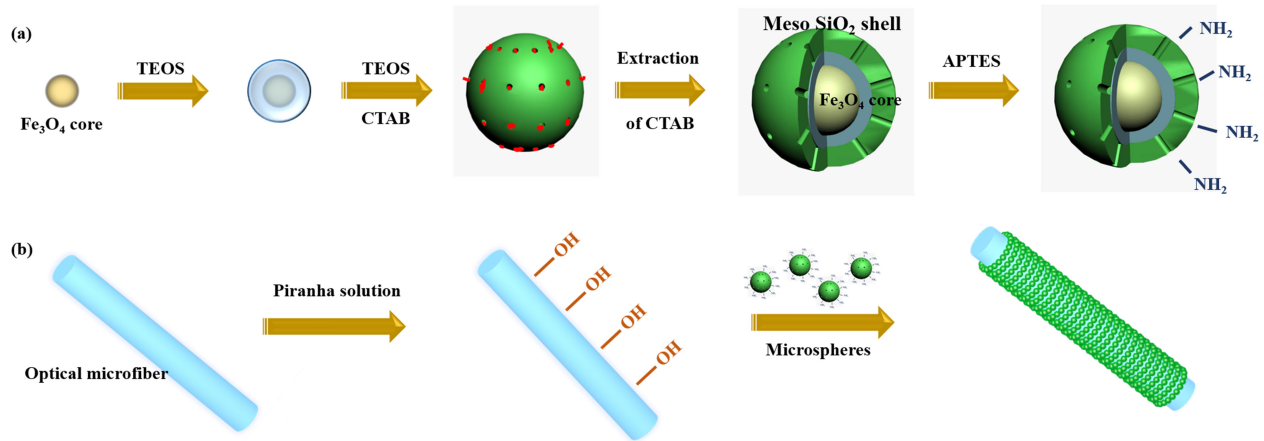 (a)
TEOS
Fe₃O₄ core
TEOS
CTAB
Extraction
of CTAB
Meso SiO₂ shell
Fe₃O₄ core
APTES
NH₂
NH₂
NH₂
NH₂
(b)
Optical microfiber
Piranha solution
OH
OH
OH
OH
Microspheres